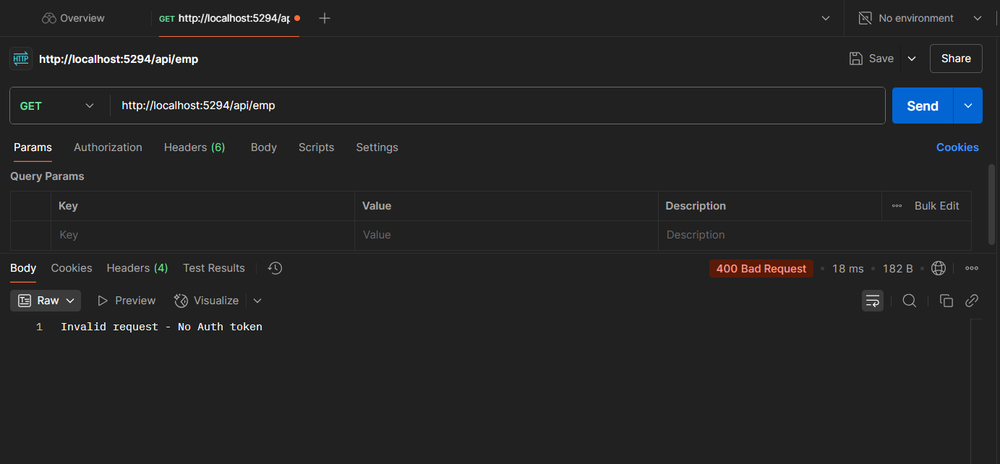 Overview
GET http://localhost:5294/ap
No environment
HTTP http://localhost:5294/api/emp
Save
Share
GET http://localhost:5294/api/emp
Send
Params Authorization Headers (6) Body Scripts Settings Cookies
Query Params
Key Value Description Bulk Edit
Key Value Description
Body Cookies Headers (4) Test Results 400 Bad Request • 18 ms • 182 B •
Raw Preview Visualize
1 Invalid request - No Auth token